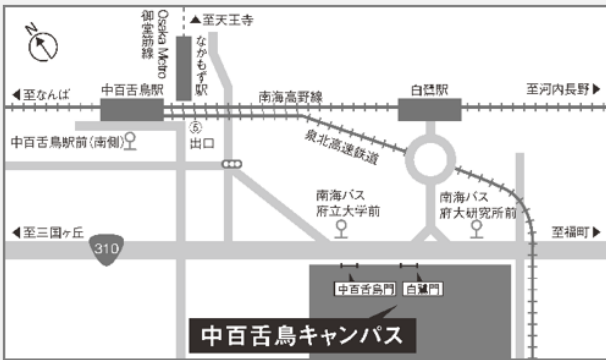 N
▲至天王寺
Osaka Metro
御堂筋線
なかもず駅
◀至なんば
中百舌鳥駅
南海高野線
白鷺駅
至河内長野▶
中百舌鳥駅前(南側)
⑤
出口
泉北高速鉄道
南海バス
府立大学前
南海バス
府大研究所前
◀至三国ヶ丘
310
至福町▶
中百舌鳥門
白鷺門
中百舌鳥キャンパス